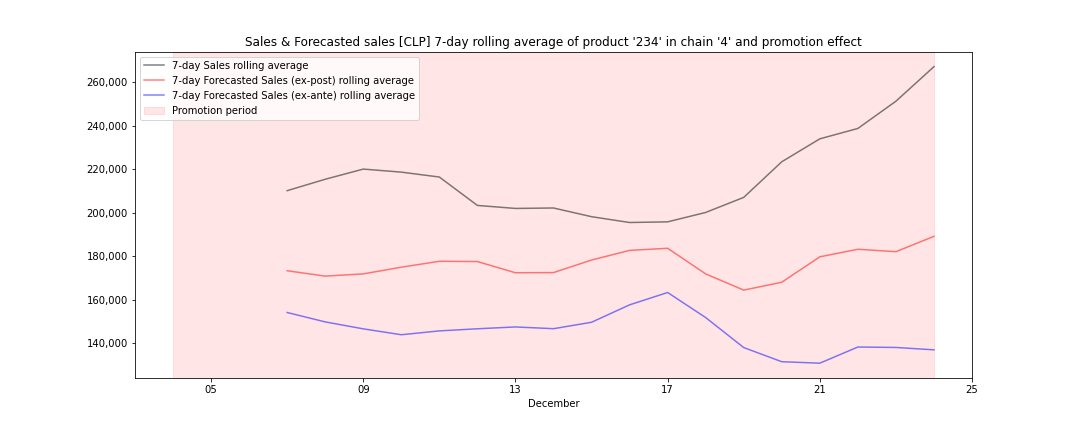 Sales & Forecasted sales [CLP] 7-day rolling average of product '234' in chain '4' and promotion effect
7-day Sales rolling average
7-day Forecasted Sales (ex-post) rolling average
7-day Forecasted Sales (ex-ante) rolling average
Promotion period
260,000
240,000
220,000
200,000
180,000
160,000
140,000
05 09 13 17 21 25
December